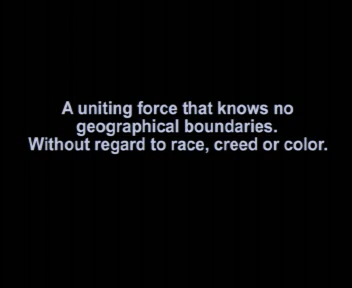 A uniting force that knows no
geographical boundaries.
Without regard to race, creed or color.